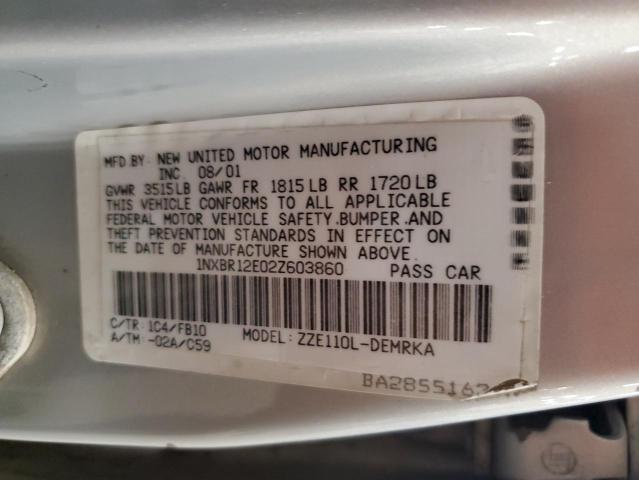 MFD.BY: NEW UNITED MOTOR MANUFACTURING
INC. 08/01
GVWR 3515LB GAWR FR 1815LB RR 1720LB
THIS VEHICLE CONFORMS TO ALL APPLICABLE
FEDERAL MOTOR VEHICLE SAFETY,BUMPER,AND
THEFT PREVENTION STANDARDS IN EFFECT ON
THE DATE OF MANUFACTURE SHOWN ABOVE.
1NXBR12E02Z603860 PASS CAR
C/TR: 1C4/FB10 MODEL: ZZE110L-DEMRKA
A/TM: -02A/C59